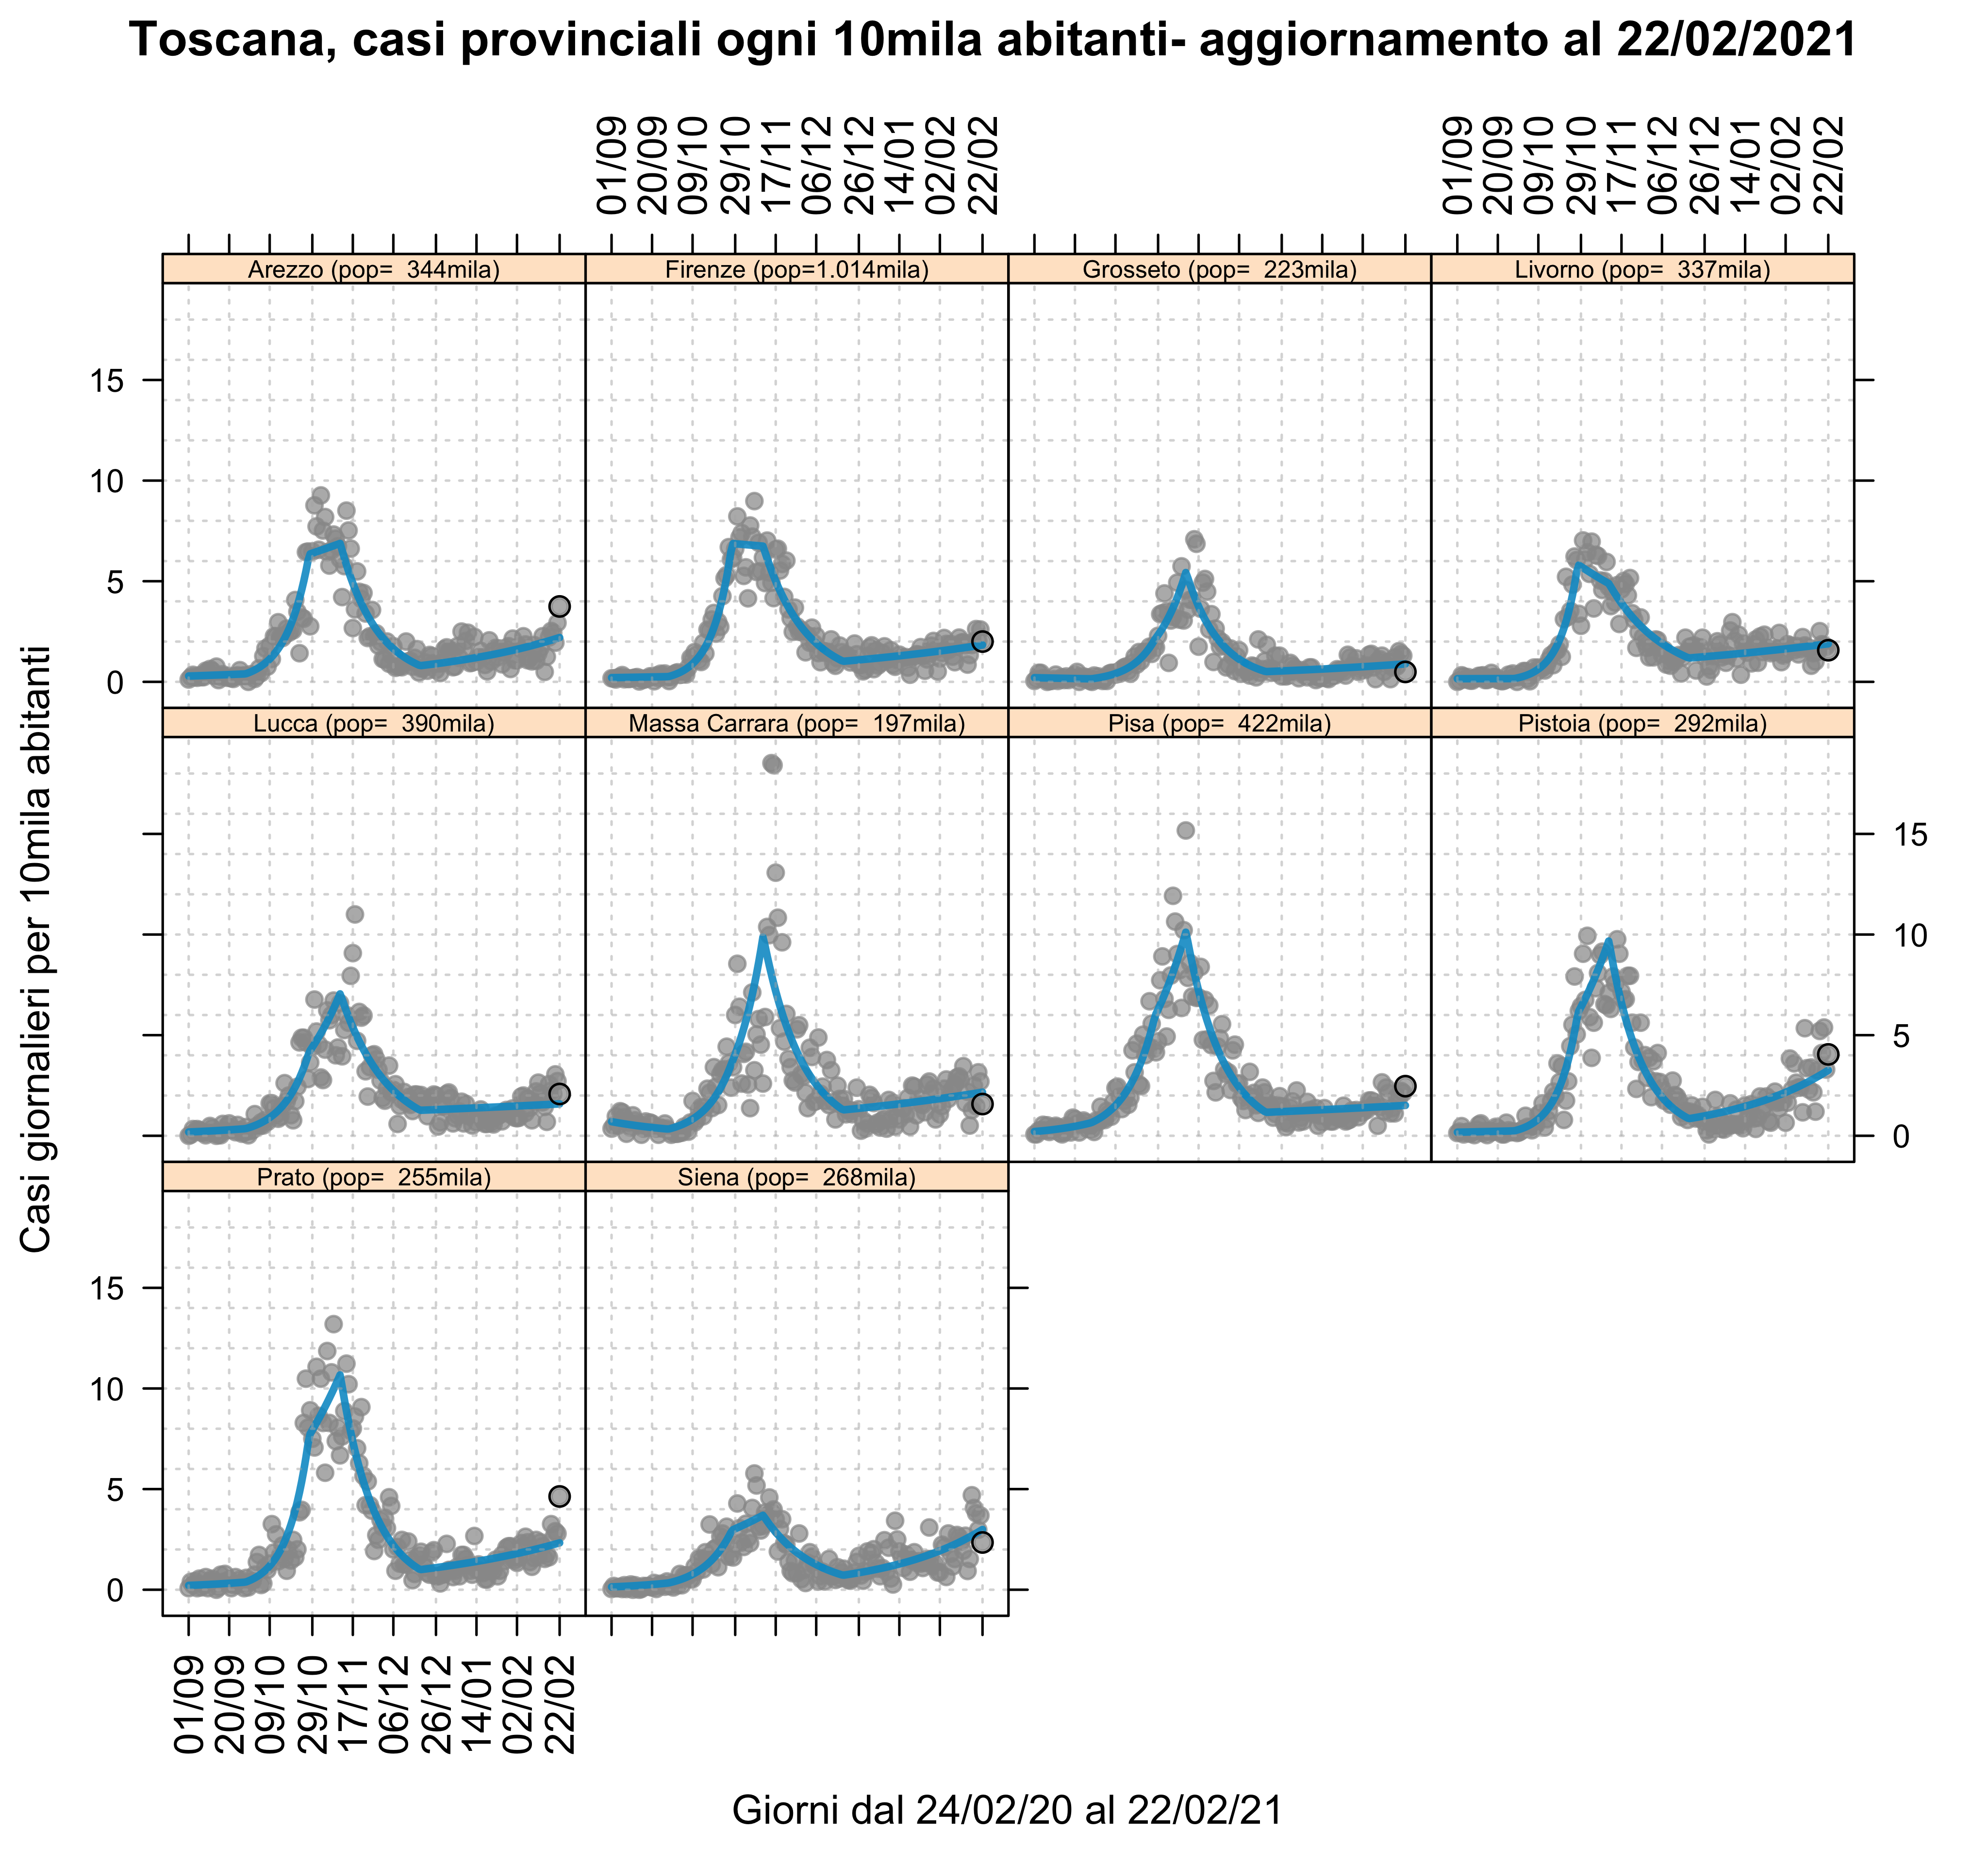 Toscana, casi provinciali ogni 10mila abitanti- aggiornamento al 22/02/2021
01/09 20/09 09/10 29/10 17/11 06/12 26/12 14/01 02/02 22/02
01/09 20/09 09/10 29/10 17/11 06/12 26/12 14/01 02/02 22/02
Arezzo (pop=  344mila)
Firenze (pop=1.014mila)
Grosseto (pop=  223mila)
Livorno (pop=  337mila)
15
10
5
0
Lucca (pop=  390mila)
Massa Carrara (pop=  197mila)
Pisa (pop=  422mila)
Pistoia (pop=  292mila)
15
10
5
0
Prato (pop=  255mila)
Siena (pop=  268mila)
15
10
5
0
01/09 20/09 09/10 29/10 17/11 06/12 26/12 14/01 02/02 22/02
Casi giornalieri per 10mila abitanti
Giorni dal 24/02/20 al 22/02/21